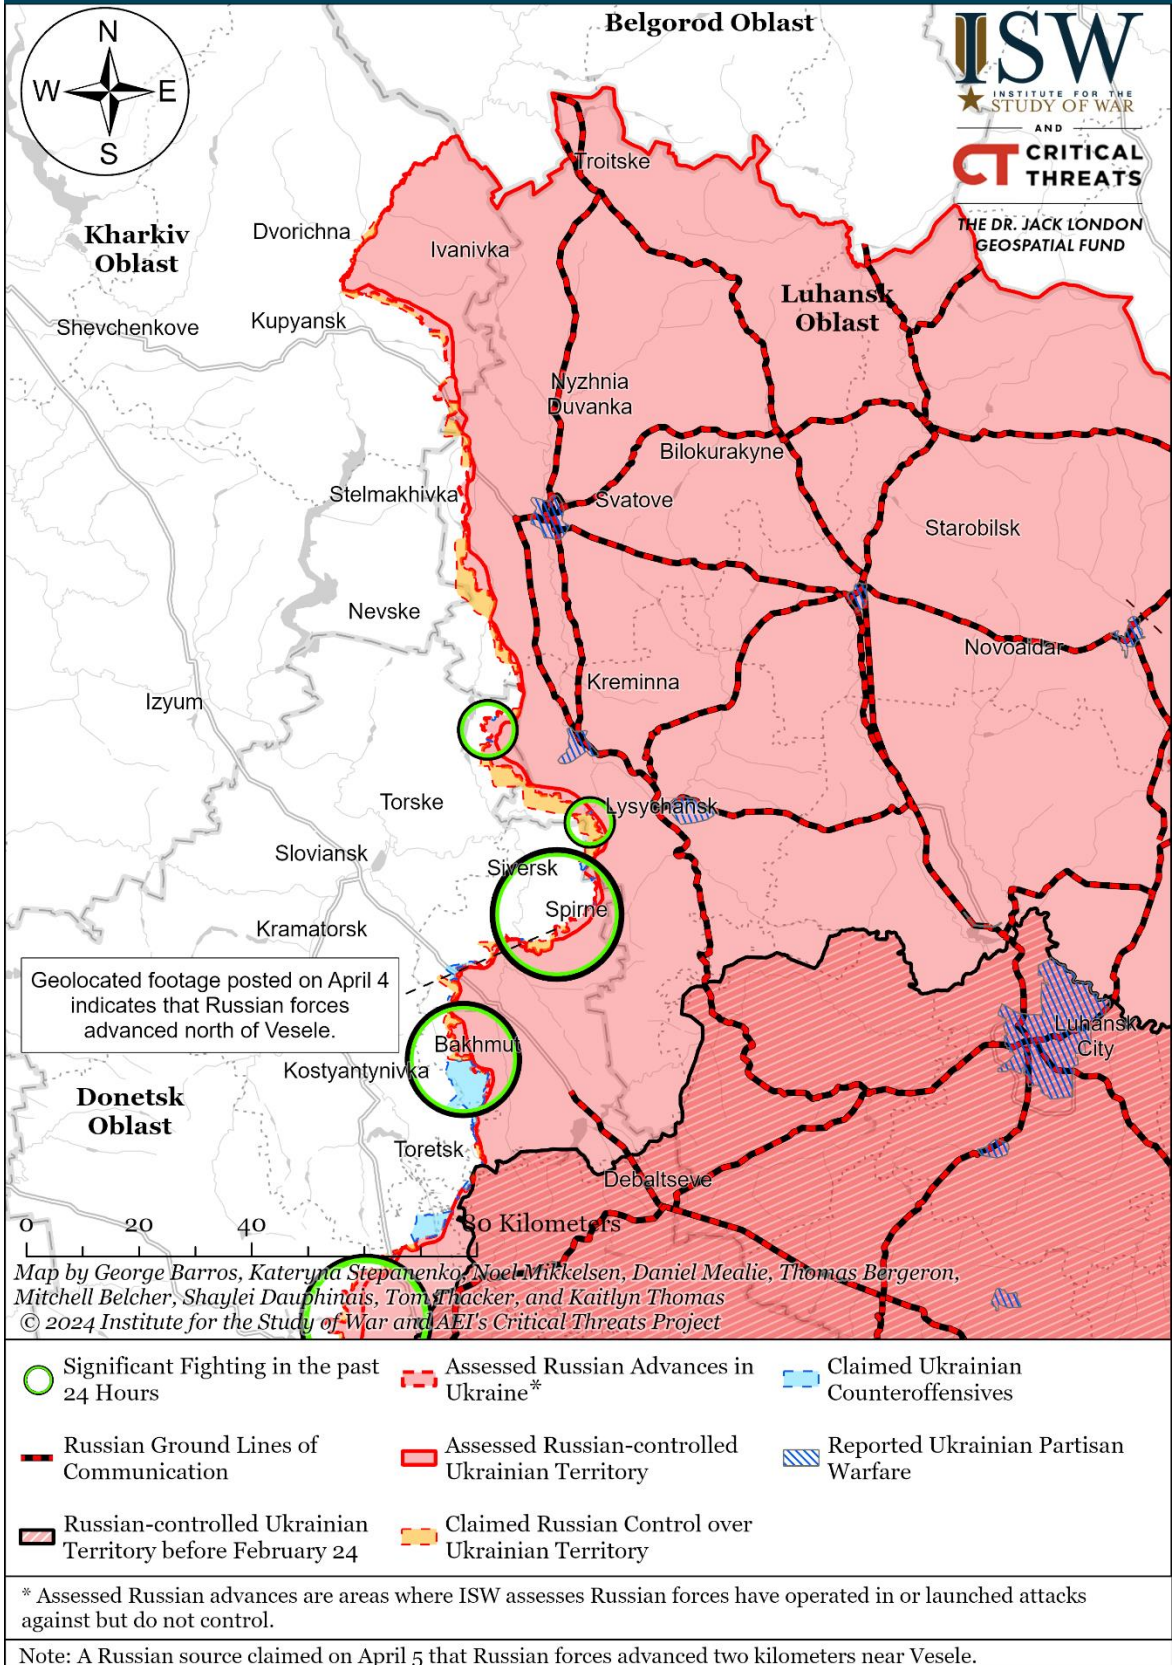 Belgorod Oblast
N
W
E
S
ISW
INSTITUTE FOR THE
STUDY OF WAR
AND
CT CRITICAL
THREATS
THE DR. JACK LONDON
GEOSPATIAL FUND
Troitske
Kharkiv
Oblast
Dvorichna
Ivanivka
Luhansk
Oblast
Shevchenkove
Kupyansk
Nyzhnia
Duvanka
Bilokurakyne
Stelmakhivka
Svatove
Starobilsk
Nevske
Novoaidar
Kreminna
Izyum
Torske
Lysychansk
Sloviansk
Siversk
Spirne
Kramatorsk
Geolocated footage posted on April 4
indicates that Russian forces
advanced north of Vesele.
Luhansk
City
Bakhmut
Kostyantynivka
Donetsk
Oblast
Toretsk
Debaltseve
0 20 40 80 Kilometers
Map by George Barros, Kateryna Stepanenko, Noel Mikkelsen, Daniel Mealie, Thomas Bergeron,
Mitchell Belcher, Shaylei Dauphinais, Tom Thacker, and Kaitlyn Thomas
© 2024 Institute for the Study of War and AEI's Critical Threats Project
Significant Fighting in the past
24 Hours
Assessed Russian Advances in
Ukraine*
Claimed Ukrainian
Counteroffensives
Russian Ground Lines of
Communication
Assessed Russian-controlled
Ukrainian Territory
Reported Ukrainian Partisan
Warfare
Russian-controlled Ukrainian
Territory before February 24
Claimed Russian Control over
Ukrainian Territory
* Assessed Russian advances are areas where ISW assesses Russian forces have operated in or launched attacks
against but do not control.
Note: A Russian source claimed on April 5 that Russian forces advanced two kilometers near Vesele.